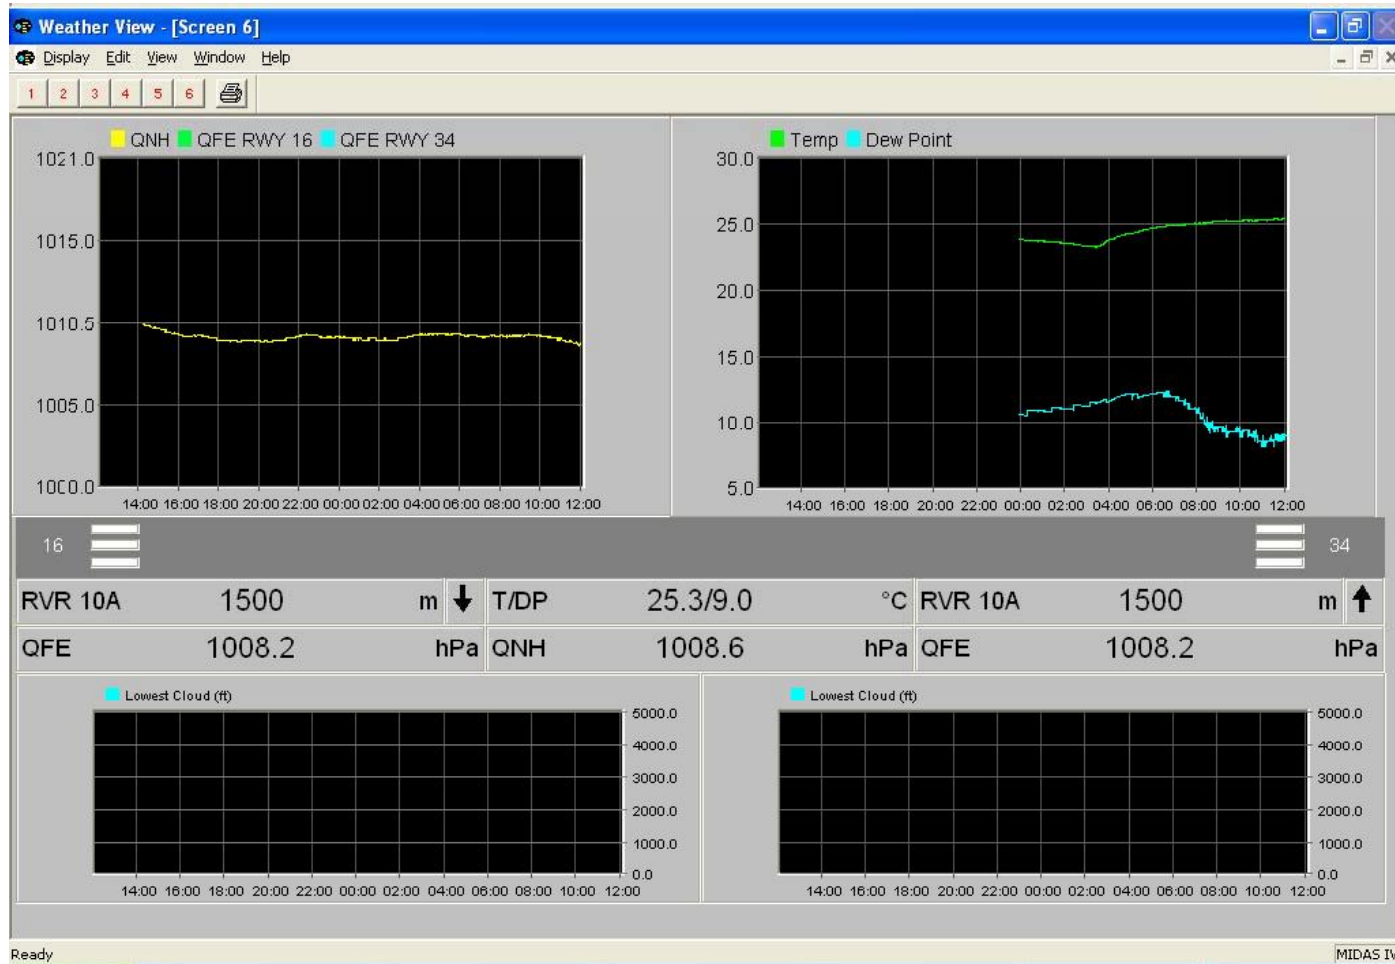 Weather View - [Screen 6]
Display Edit View Window Help
1 2 3 4 5 6
QNH QFE RWY 16 QFE RWY 34
1021.0
1015.0
1010.5
1005.0
1000.0
14:00 16:00 18:00 20:00 22:00 00:00 02:00 04:00 06:00 08:00 10:00 12:00
Temp Dew Point
30.0
25.0
20.0
15.0
10.0
5.0
14:00 16:00 18:00 20:00 22:00 00:00 02:00 04:00 06:00 08:00 10:00 12:00
16 34
RVR 10A 1500 m T/DP 25.3/9.0 °C RVR 10A 1500 m
QFE 1008.2 hPa QNH 1008.6 hPa QFE 1008.2 hPa
Lowest Cloud (ft)
5000.0
4000.0
3000.0
2000.0
1000.0
0.0
14:00 16:00 18:00 20:00 22:00 00:00 02:00 04:00 06:00 08:00 10:00 12:00
Lowest Cloud (ft)
5000.0
4000.0
3000.0
2000.0
1000.0
0.0
14:00 16:00 18:00 20:00 22:00 00:00 02:00 04:00 06:00 08:00 10:00 12:00
Ready MIDAS IV